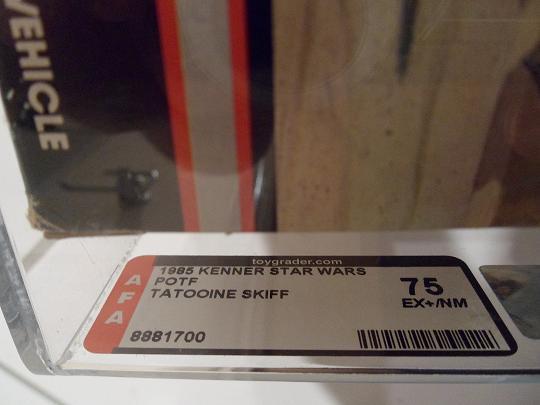 VEHICLE
toygrader.com
AFA
1985 KENNER STAR WARS
POTF
TATOOINE SKIFF
75
EX+/NM
8881700